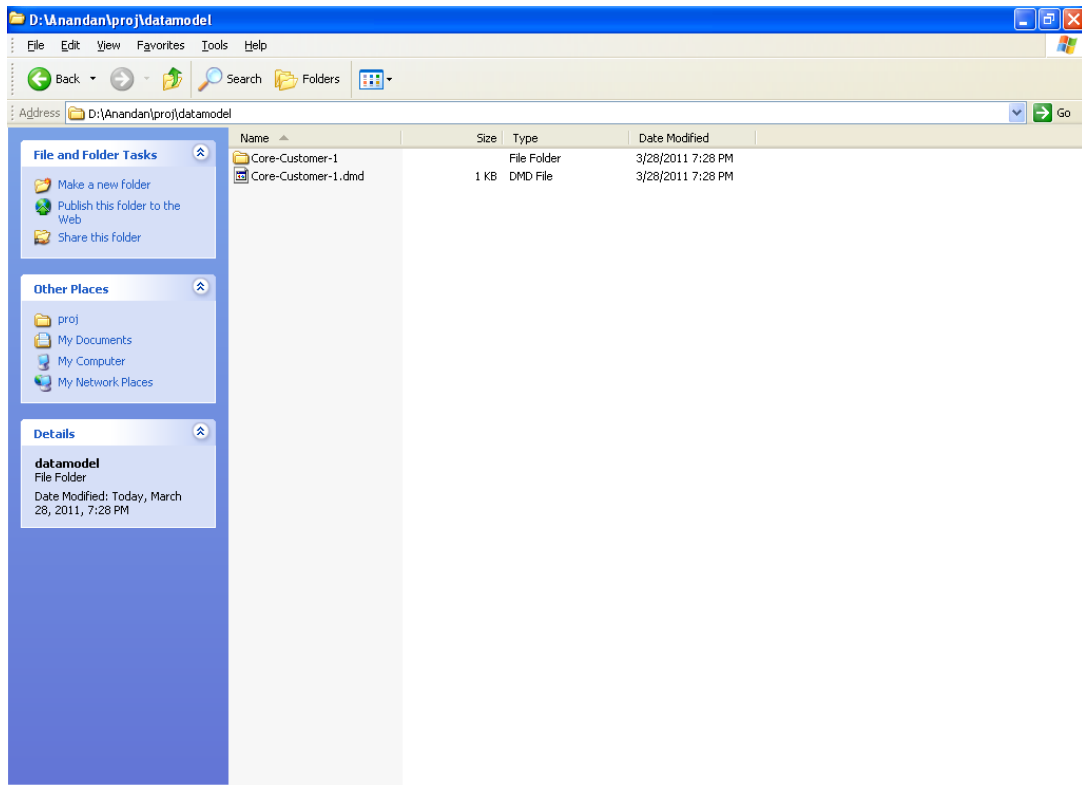 D:\Anandan\proj\datamodel
File Edit View Favorites Tools Help
Back Search Folders
Address D:\Anandan\proj\datamodel Go
Name Size Type Date Modified
Core-Customer-1 File Folder 3/28/2011 7:28 PM
Core-Customer-1.dmd 1 KB DMD File 3/28/2011 7:28 PM
File and Folder Tasks
Make a new folder
Publish this folder to the
Web
Share this folder
Other Places
proj
My Documents
My Computer
My Network Places
Details
datamodel
File Folder
Date Modified: Today, March
28, 2011, 7:28 PM